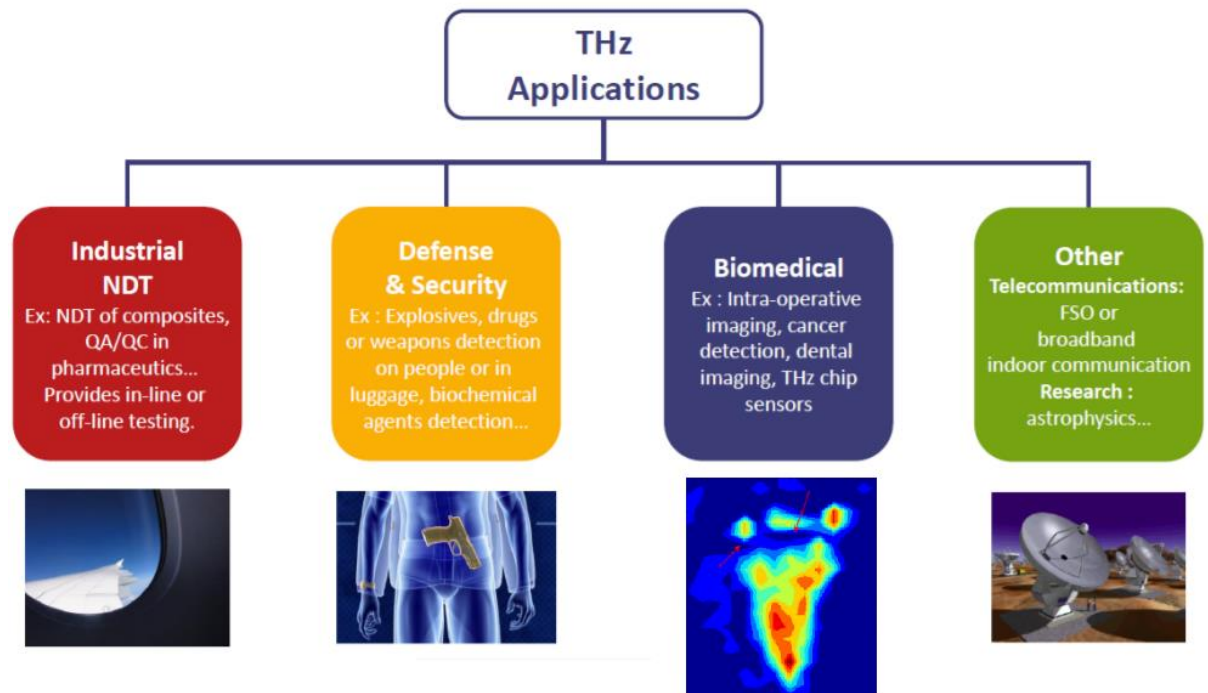 THz
Applications
Industrial
NDT
Ex: NDT of composites,
QA/QC in
pharmaceutics...
Provides in-line or
off-line testing.
Defense
& Security
Ex : Explosives, drugs
or weapons detection
on people or in
luggage, biochemical
agents detection...
Biomedical
Ex : Intra-operative
imaging, cancer
detection, dental
imaging, THz chip
sensors
Other
Telecommunications:
FSO or
broadband
indoor communication
Research :
astrophysics...